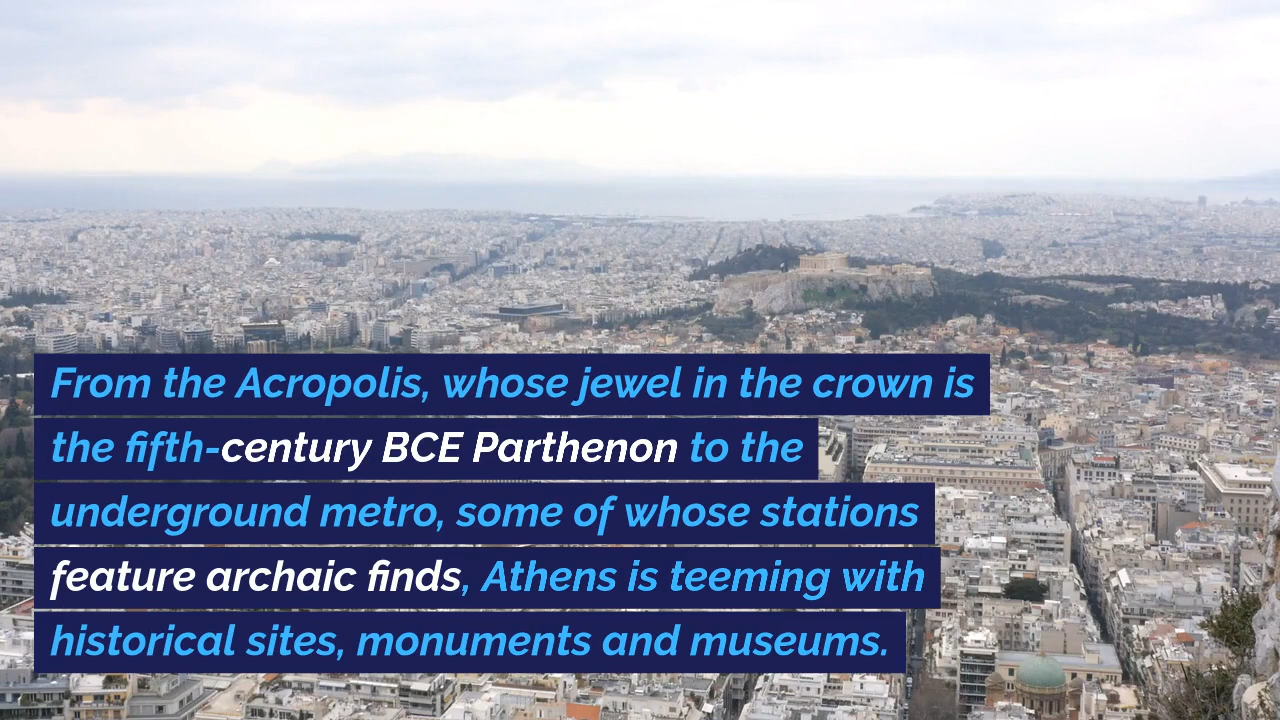 From the Acropolis, whose jewel in the crown is
the fifth-century BCE Parthenon to the
underground metro, some of whose stations
feature archaic finds, Athens is teeming with
historical sites, monuments and museums.